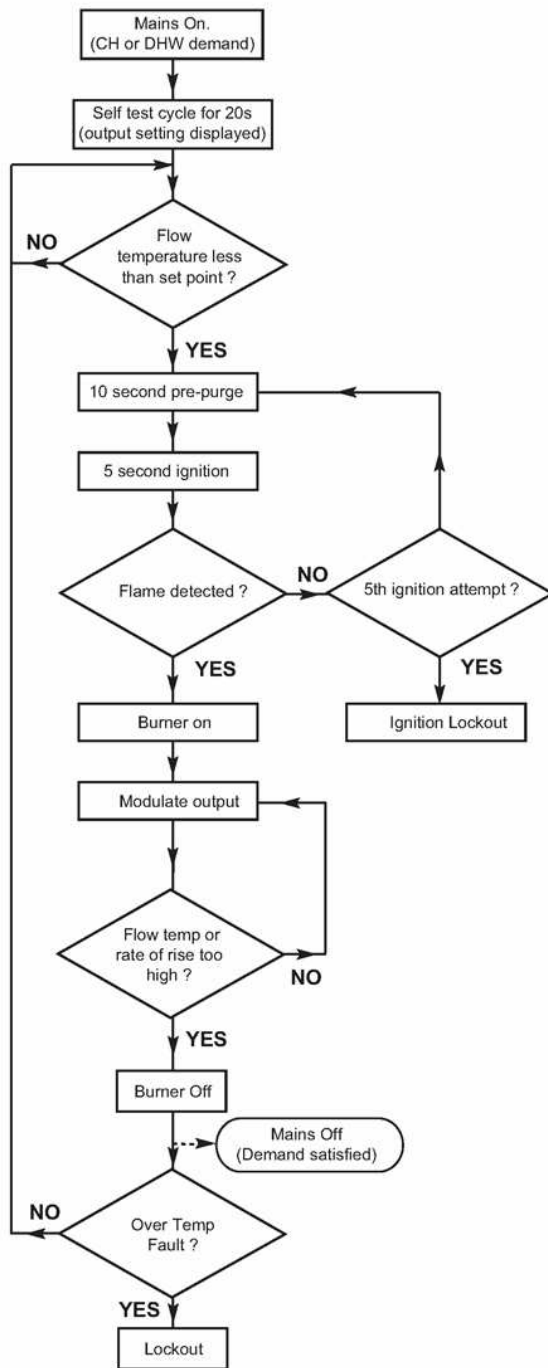 Mains On.
(CH or DHW demand)
Self test cycle for 20s
(output setting displayed)
NO
Flow
temperature less
than set point ?
YES
10 second pre-purge
5 second ignition
Flame detected ?
NO
5th ignition attempt ?
YES
YES
Burner on
Ignition Lockout
Modulate output
Flow temp or
rate of rise too
high ?
NO
YES
Burner Off
Mains Off
(Demand satisfied)
NO
Over Temp
Fault ?
YES
Lockout